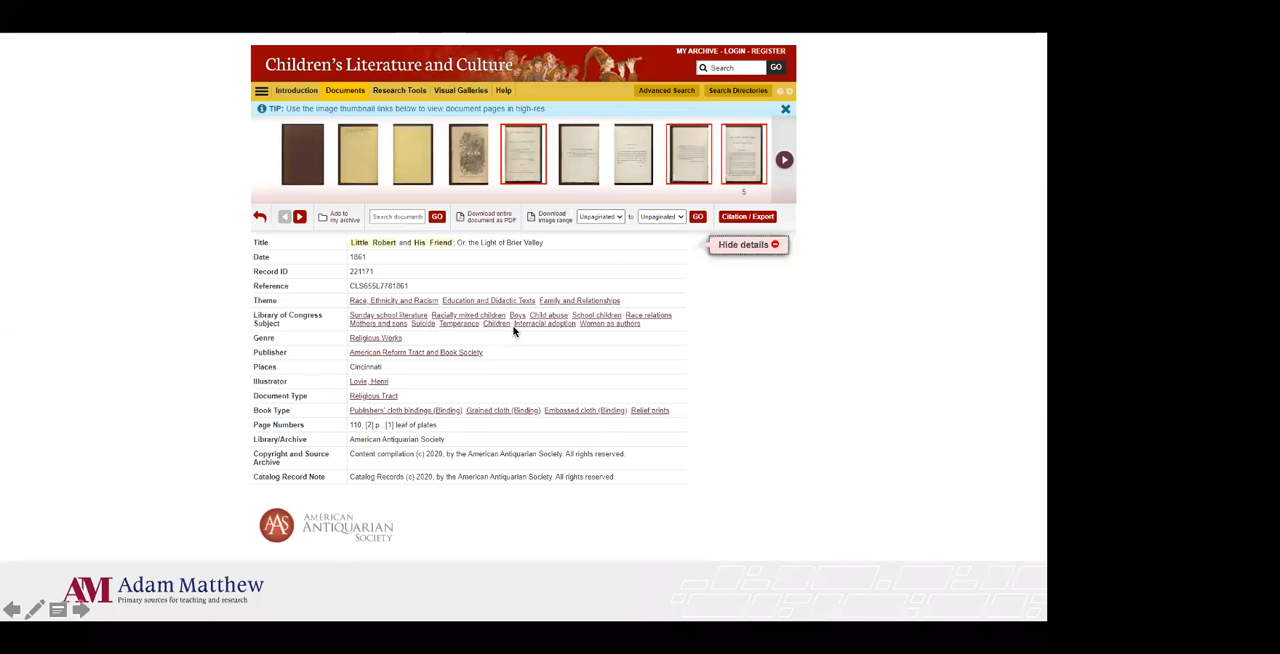 MY ARCHIVE - LOGIN - REGISTER
Children's Literature and Culture
Search GO
Introduction Documents Research Tools Visual Galleries Help Advanced Search Search Directories
TIP: Use the image thumbnail links below to view document pages in high-res
5
Add to my archive
Search documents GO
Download entire document as PDF
Download image range
Unpaginated to Unpaginated GO
Citation / Export
Hide details
Title Little Robert and His Friend; Or, the Light of Brier Valley
Date 1861
Record ID 221171
Reference CLS655L7781861
Theme Race, Ethnicity and Racism Education and Didactic Texts Family and Relationships
Library of Congress Subject Sunday school literature Racially mixed children Boys Child abuse School children Race relations
Mothers and sons Suicide Temperance Children Interracial adoption Women as authors
Genre Religious Works
Publisher American Reform Tract and Book Society
Places Cincinnati
Illustrator Lovie, Henri
Document Type Religious Tract
Book Type Publishers' cloth bindings (Binding) Grained cloth (Binding) Embossed cloth (Binding) Relief prints
Page Numbers 110, [2] p., [1] leaf of plates
Library/Archive American Antiquarian Society
Copyright and Source Archive Content compilation (c) 2020, by the American Antiquarian Society. All rights reserved.
Catalog Record Note Catalog Records (c) 2020, by the American Antiquarian Society. All rights reserved
AAS
AMERICAN
ANTIQUARIAN
SOCIETY
AM Adam Matthew
Primary sources for teaching and research